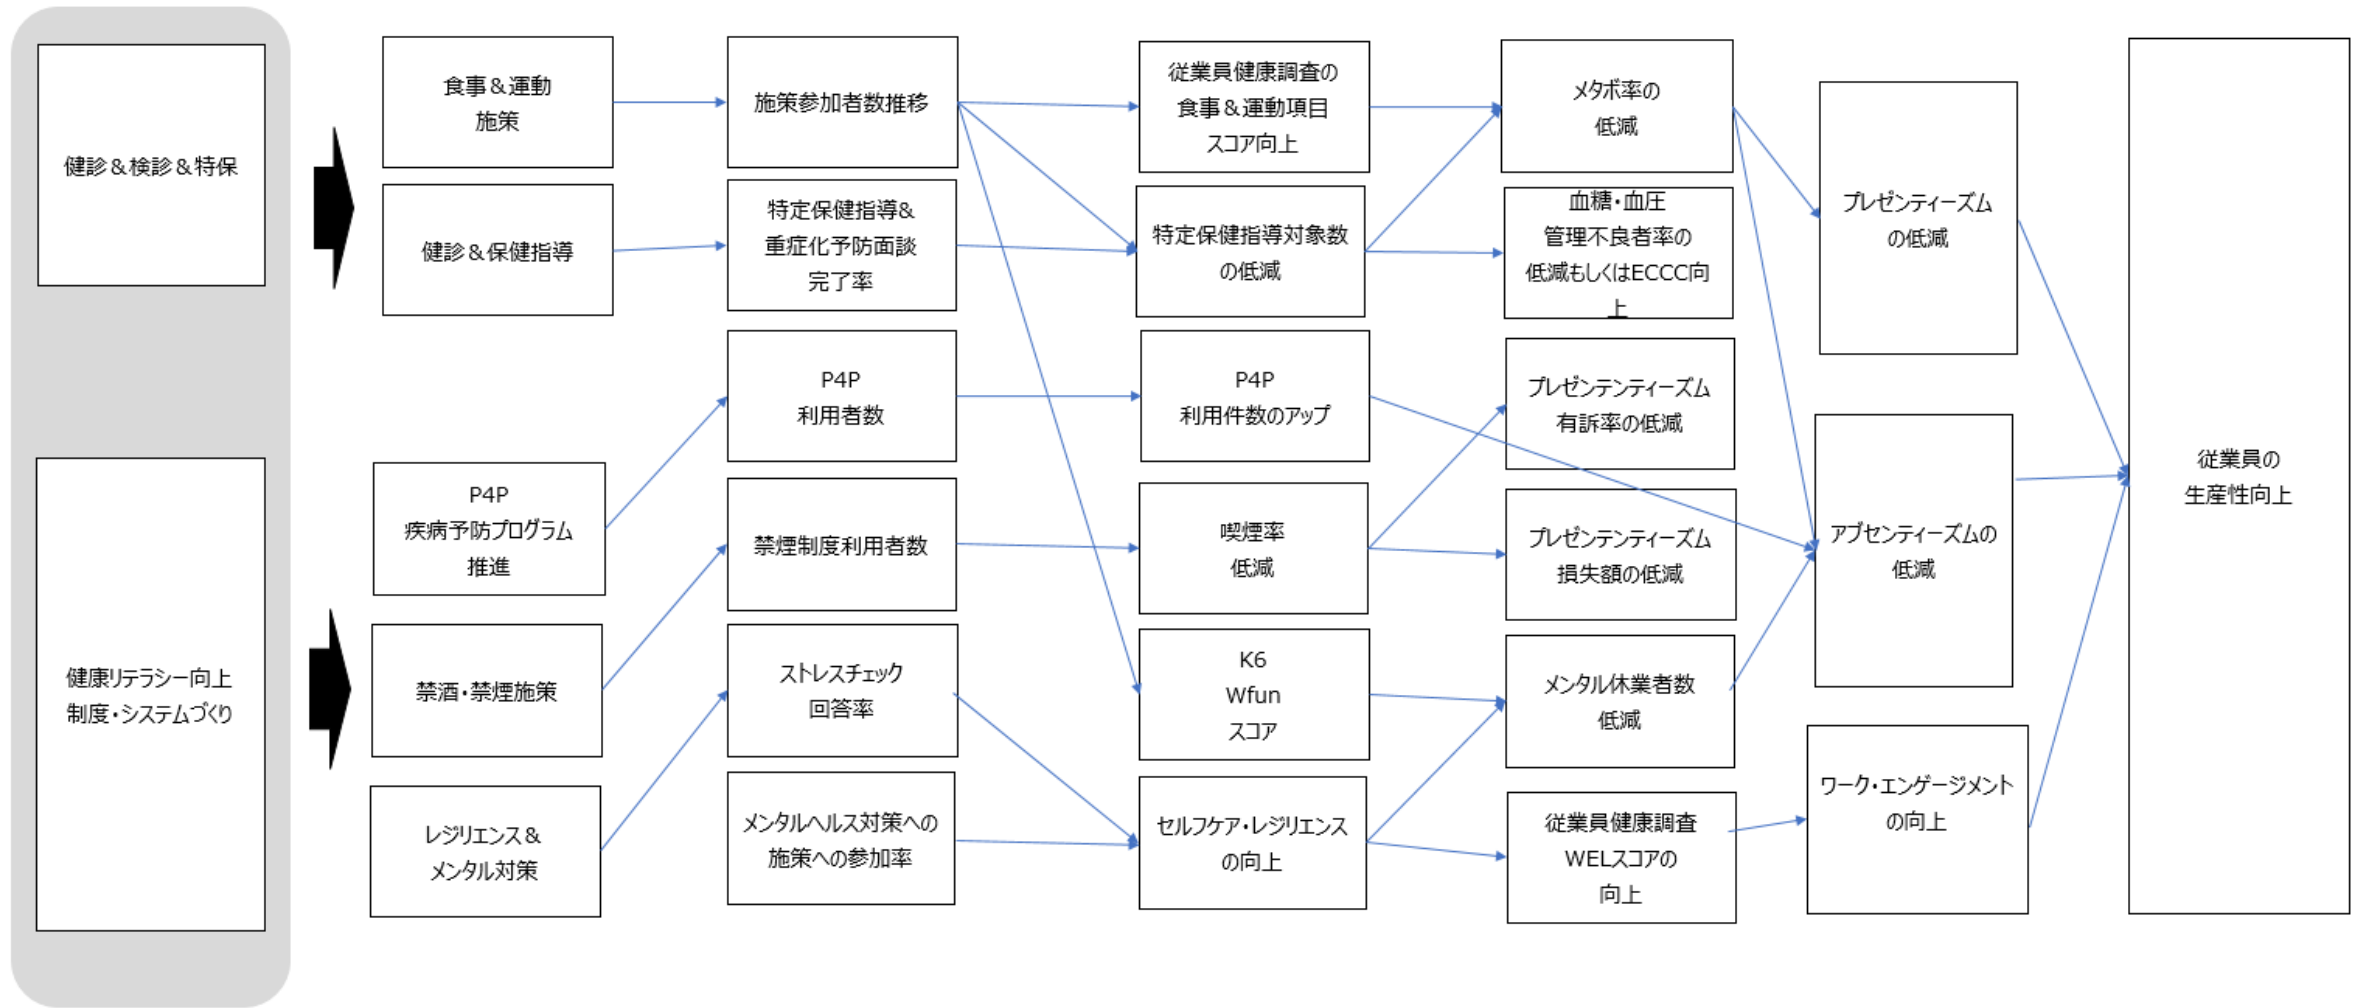 健診＆検診＆特保
健康リテラシー向上
制度・システムづくり
食事＆運動
施策
健診＆保健指導
P4P
疾病予防プログラム
推進
禁酒・禁煙施策
レジリエンス＆
メンタル対策
施策参加者数推移
特定保健指導&
重症化予防面談
完了率
P4P
利用者数
禁煙制度利用者数
ストレスチェック
回答率
メンタルヘルス対策への
施策への参加率
従業員健康調査の
食事＆運動項目
スコア向上
特定保健指導対象数
の低減
P4P
利用件数のアップ
喫煙率
低減
K6
Wfun
スコア
セルフケア・レジリエンス
の向上
メタボ率の
低減
血糖・血圧
管理不良者率の
低減もしくはECCC向
上
プレゼンテンティーズム
有訴率の低減
プレゼンテンティーズム
損失額の低減
メンタル休業者数
低減
従業員健康調査
WELスコアの
向上
プレゼンティーズム
の低減
アブセンティーズムの
低減
ワーク・エンゲージメント
の向上
従業員の
生産性向上